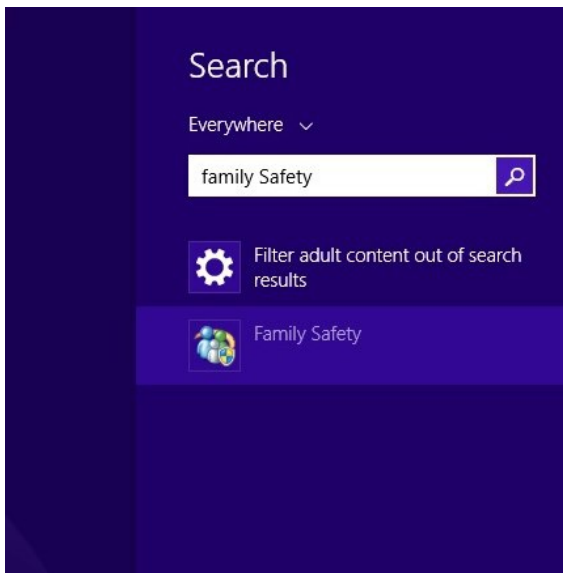 Search
Everywhere
family Safety
Filter adult content out of search
results
Family Safety